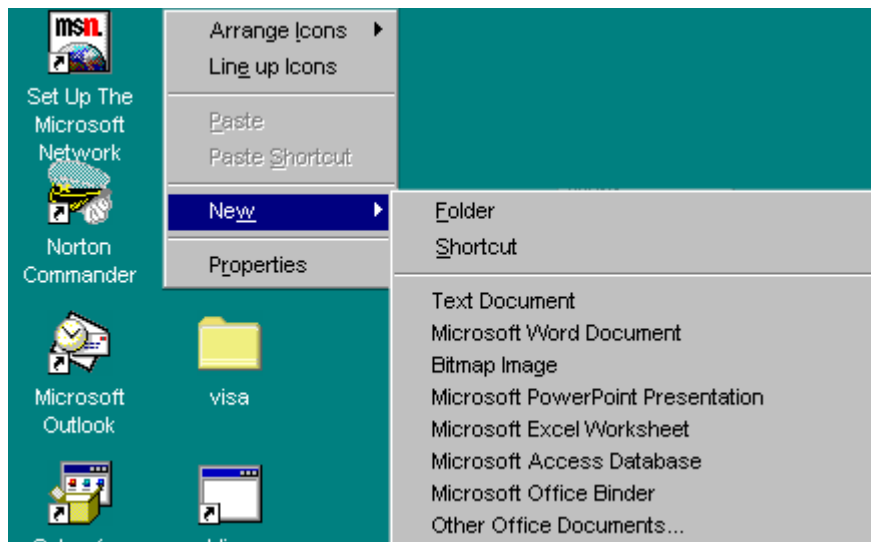 msn.
Set Up The
Microsoft
Network
Norton
Commander
Microsoft
Outlook
visa
Arrange Icons
Line up Icons
Paste
Paste Shortcut
New
Properties
Folder
Shortcut
Text Document
Microsoft Word Document
Bitmap Image
Microsoft PowerPoint Presentation
Microsoft Excel Worksheet
Microsoft Access Database
Microsoft Office Binder
Other Office Documents...